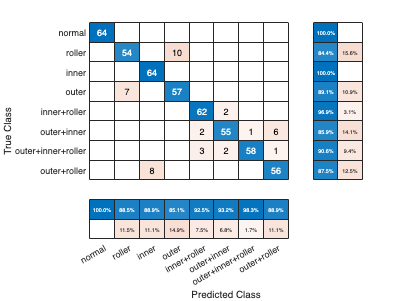 normal 64 100.0%
roller 54 10 84.4% 15.6%
inner 64 100.0%
outer 7 57 89.1% 10.9%
inner+roller 62 2 96.9% 3.1%
outer+inner 2 55 1 6 85.9% 14.1%
outer+inner+roller 3 2 58 1 90.6% 9.4%
outer+roller 8 56 87.5% 12.5%
True Class
100.0% 88.5% 88.9% 85.1% 92.5% 93.2% 98.3% 88.9%
11.5% 11.1% 14.9% 7.5% 6.8% 1.7% 11.1%
normal roller inner outer inner+roller outer+inner outer+inner+roller outer+roller
Predicted Class